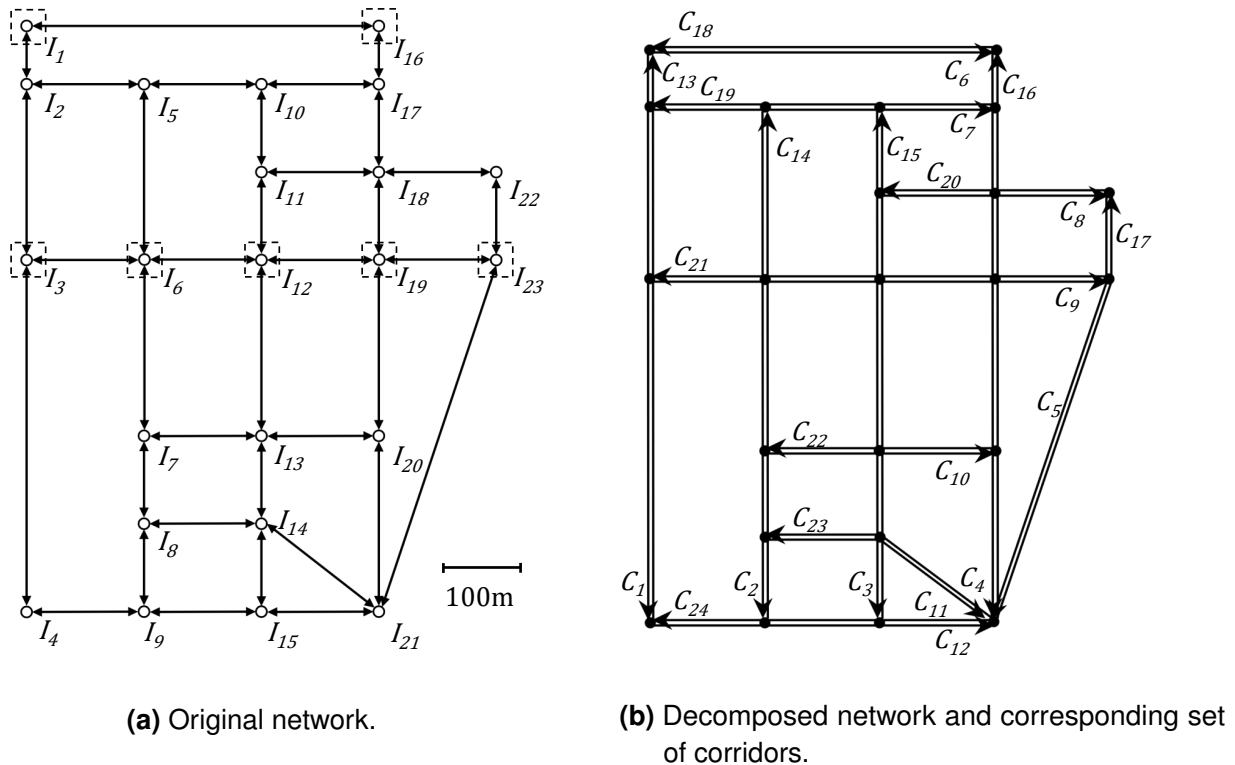 I1
I16
I2
I5
I10
I17
I11
I18
I22
I3
I6
I12
I19
I23
I7
I13
I20
I8
I14
100m
I4
I9
I15
I21
(a) Original network.
C18
C13
C6
C16
C19
C7
C14
C15
C20
C8
C17
C21
C9
C5
C22
C10
C23
C1
C24
C2
C3
C11
C4
C12
(b) Decomposed network and corresponding set
of corridors.